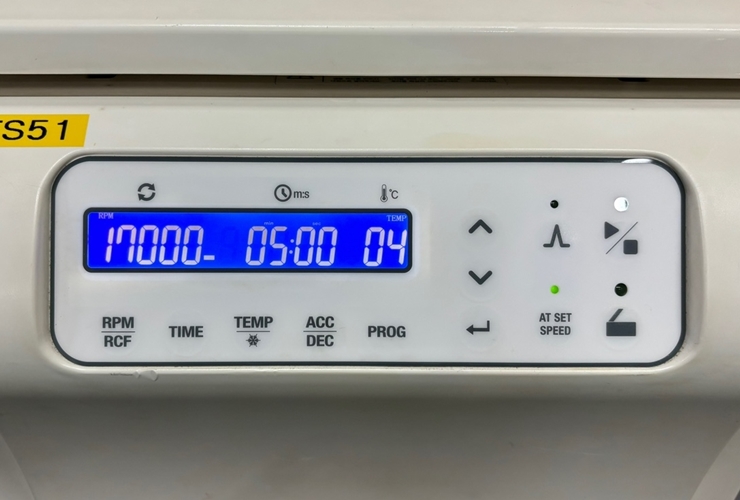 S51
m:s
°C
RPM
TEMP
17000
05:00
04
RPM
RCF
TIME
TEMP
ACC
DEC
PROG
AT SET
SPEED